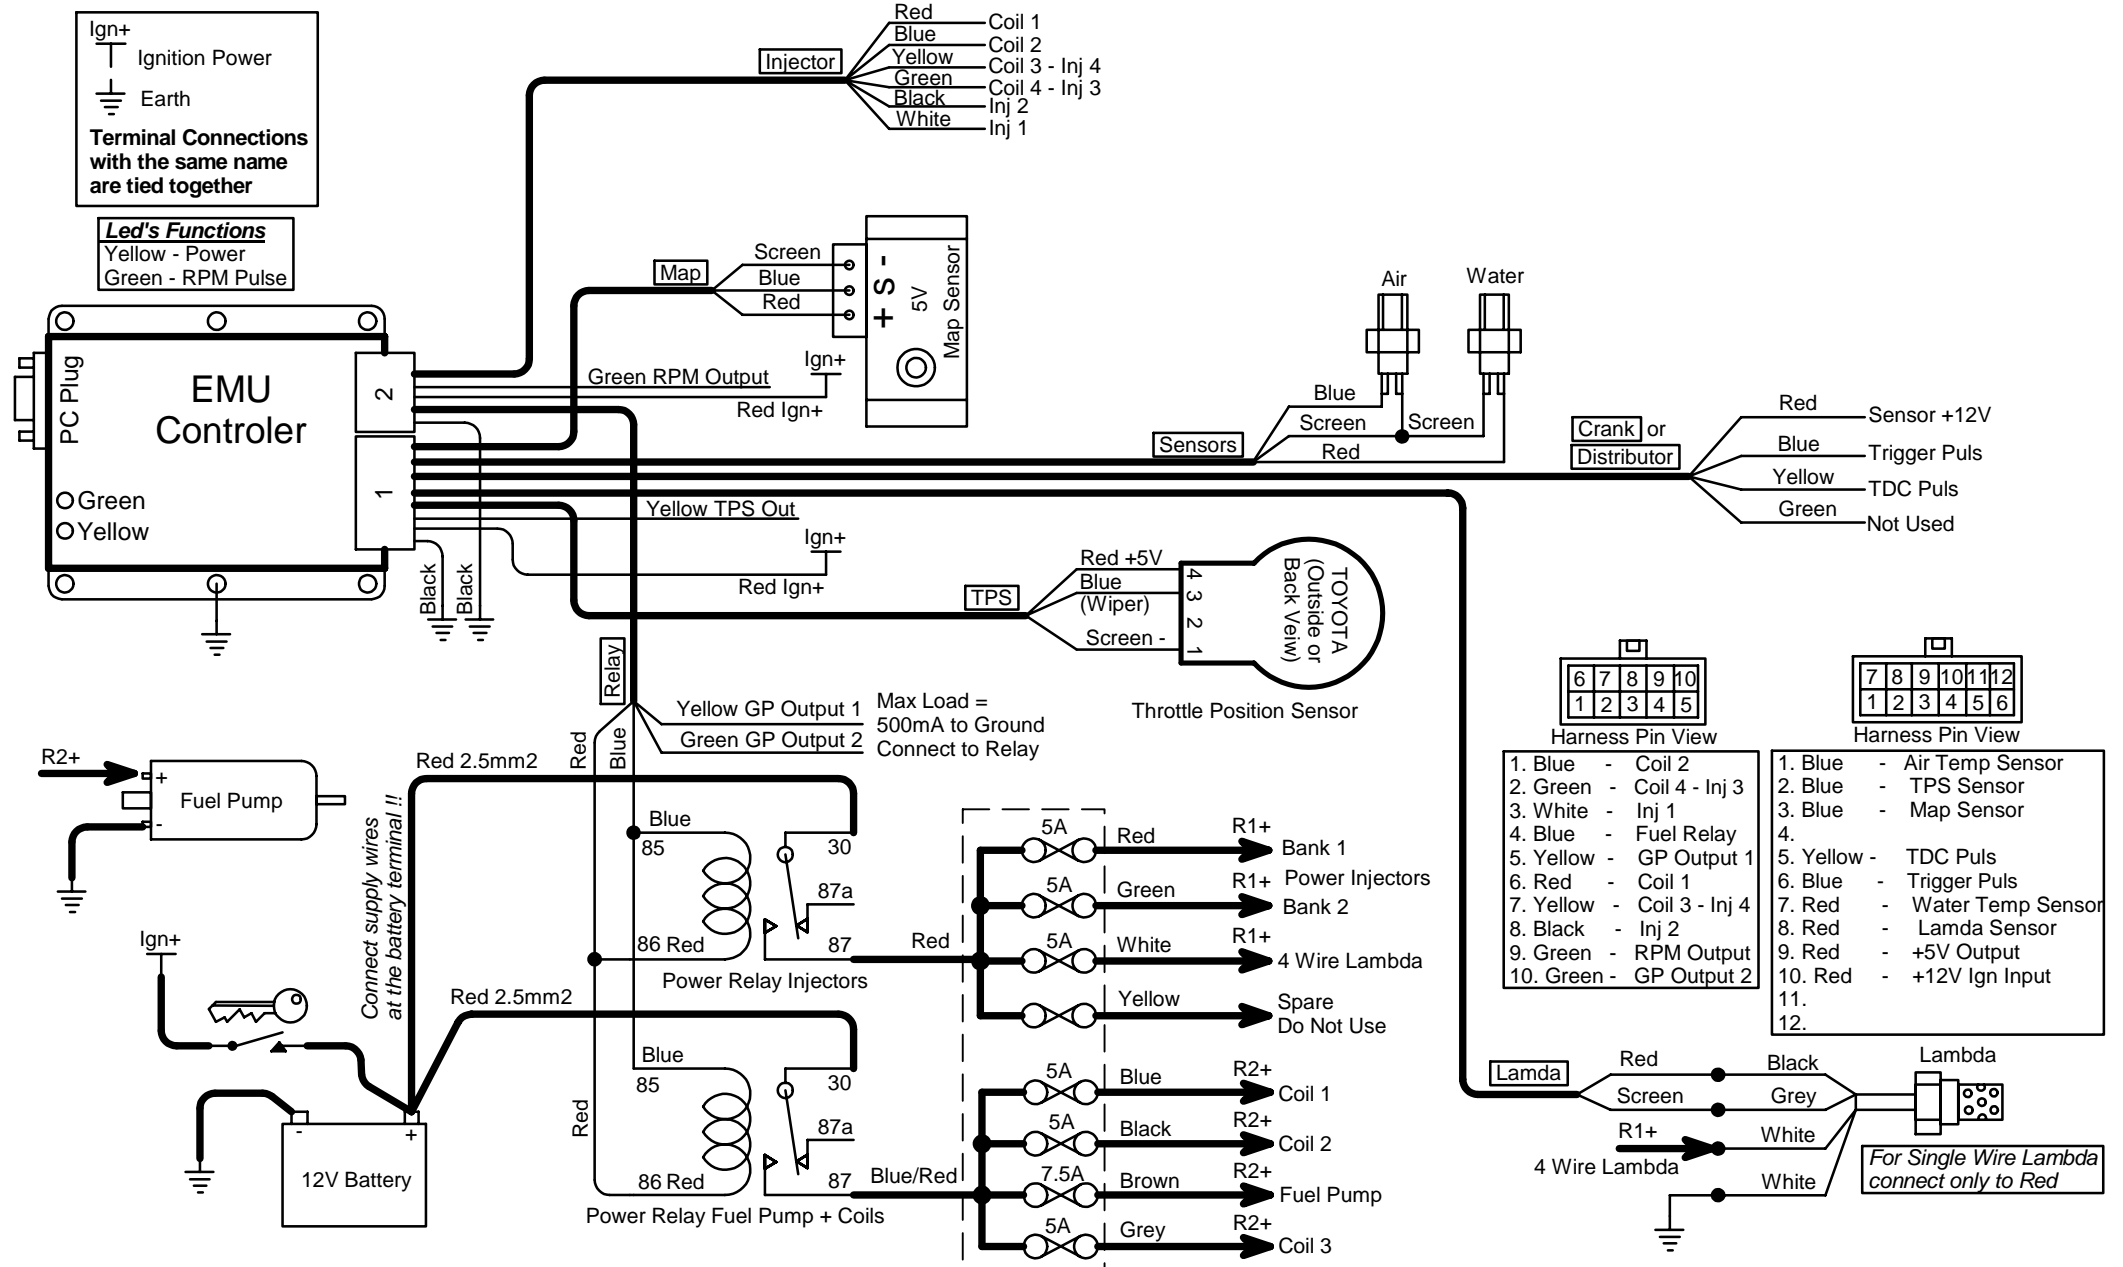 Ign+
Ignition Power
Earth
Terminal Connections
with the same name
are tied together
Led's Functions
Yellow - Power
Green - RPM Pulse
PC Plug
EMU
Controler
Green
Yellow
2
1
Injector
Red
Coil 1
Blue
Coil 2
Yellow
Coil 3 - Inj 4
Green
Coil 4 - Inj 3
Black
Inj 2
White
Inj 1
Map
Screen
Blue
Red
+ S -
5V
Map Sensor
Green RPM Output
Ign+
Red Ign+
Air
Water
Sensors
Blue
Screen
Screen
Red
Crank or
Distributor
Red
Sensor +12V
Blue
Trigger Puls
Yellow
TDC Puls
Green
Not Used
Yellow TPS Out
Ign+
Red Ign+
Black
Black
TPS
Red +5V
Blue
(Wiper)
Screen -
4
3
2
1
TOYOTA
(Outside or
Back Veiw)
Throttle Position Sensor
Relay
Yellow GP Output 1
Green GP Output 2
Max Load =
500mA to Ground
Connect to Relay
Red
Blue
R2+
+
-
Fuel Pump
Red 2.5mm2
Connect supply wires
at the battery terminal !!
Blue
85
30
87a
86 Red
87
Power Relay Injectors
Red
Ign+
Red 2.5mm2
Blue
85
30
87a
Red
86 Red
87
Blue/Red
Power Relay Fuel Pump + Coils
-
+
12V Battery
5A
Red
R1+
Bank 1
Power Injectors
5A
Green
R1+
Bank 2
5A
White
R1+
4 Wire Lambda
Yellow
Spare
Do Not Use
5A
Blue
R2+
Coil 1
5A
Black
R2+
Coil 2
7.5A
Brown
R2+
Fuel Pump
5A
Grey
R2+
Coil 3
6 7 8 9 10
1 2 3 4 5
Harness Pin View
1. Blue - Coil 2
2. Green - Coil 4 - Inj 3
3. White - Inj 1
4. Blue - Fuel Relay
5. Yellow - GP Output 1
6. Red - Coil 1
7. Yellow - Coil 3 - Inj 4
8. Black - Inj 2
9. Green - RPM Output
10. Green - GP Output 2
7 8 9 10 11 12
1 2 3 4 5 6
Harness Pin View
1. Blue - Air Temp Sensor
2. Blue - TPS Sensor
3. Blue - Map Sensor
4.
5. Yellow - TDC Puls
6. Blue - Trigger Puls
7. Red - Water Temp Sensor
8. Red - Lamda Sensor
9. Red - +5V Output
10. Red - +12V Ign Input
11.
12.
Lamda
Red
Black
Lambda
Screen
Grey
R1+
White
4 Wire Lambda
White
For Single Wire Lambda
connect only to Red